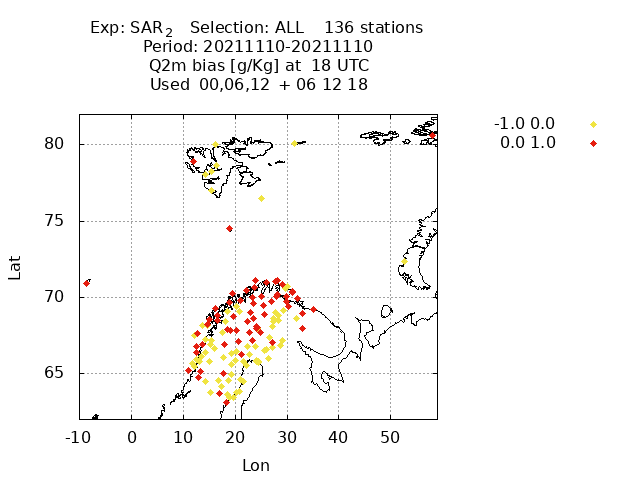 Exp: SAR2 Selection: ALL 136 stations
Period: 20211110-20211110
Q2m bias [g/Kg] at 18 UTC
Used 00,06,12 + 06 12 18
-1.0 0.0
0.0 1.0
80
75
70
65
Lat
-10 0 10 20 30 40 50
Lon